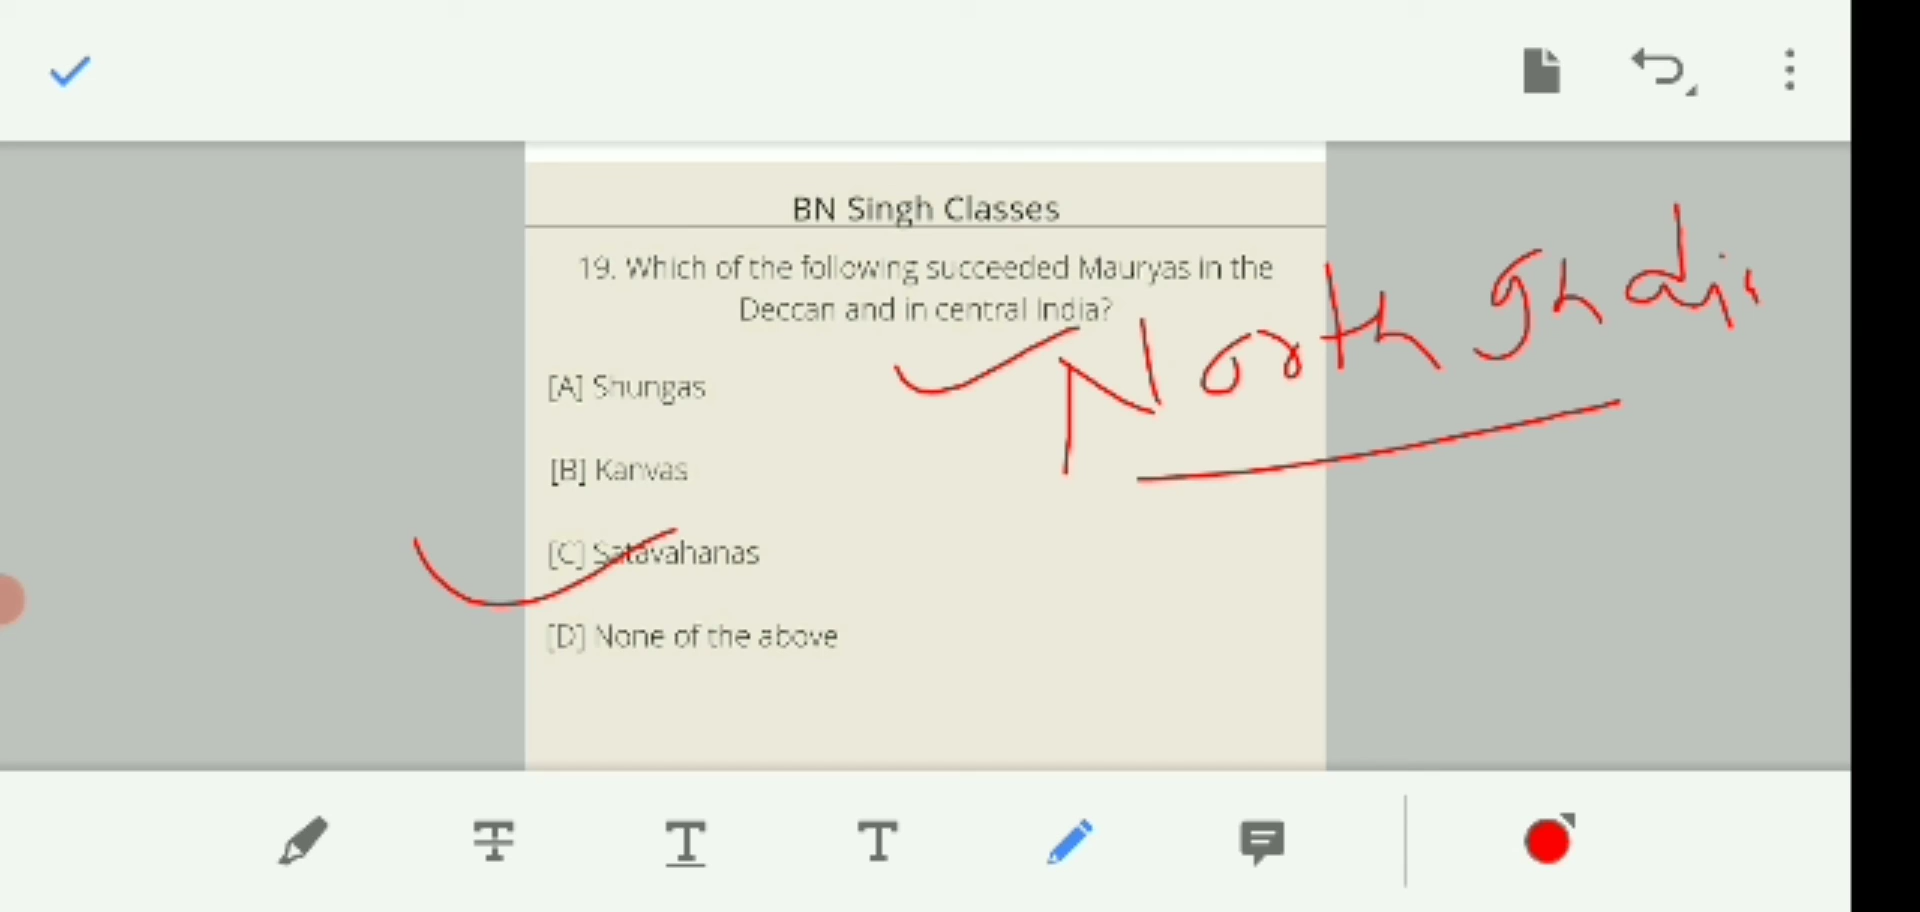 BN Singh Classes
19. Which of the following succeeded Mauryas in the
Deccan and in central India?
[A] Shungas
North
[B] Kanvas
[C] Satavahanas
[D] None of the above